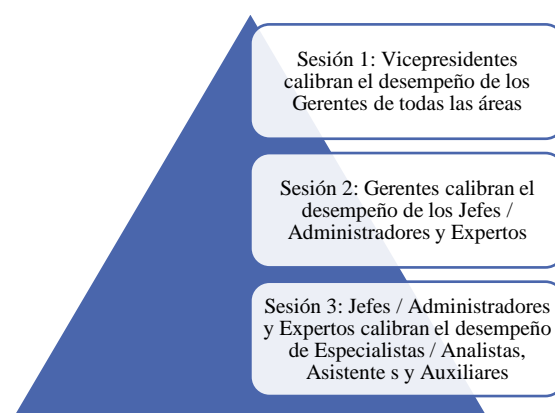 Sesión 1: Vicepresidentes
calibran el desempeño de los
Gerentes de todas las áreas
Sesión 2: Gerentes calibran el
desempeño de los Jefes /
Administradores y Expertos
Sesión 3: Jefes / Administradores
y Expertos calibran el desempeño
de Especialistas / Analistas,
Asistente s y Auxiliares